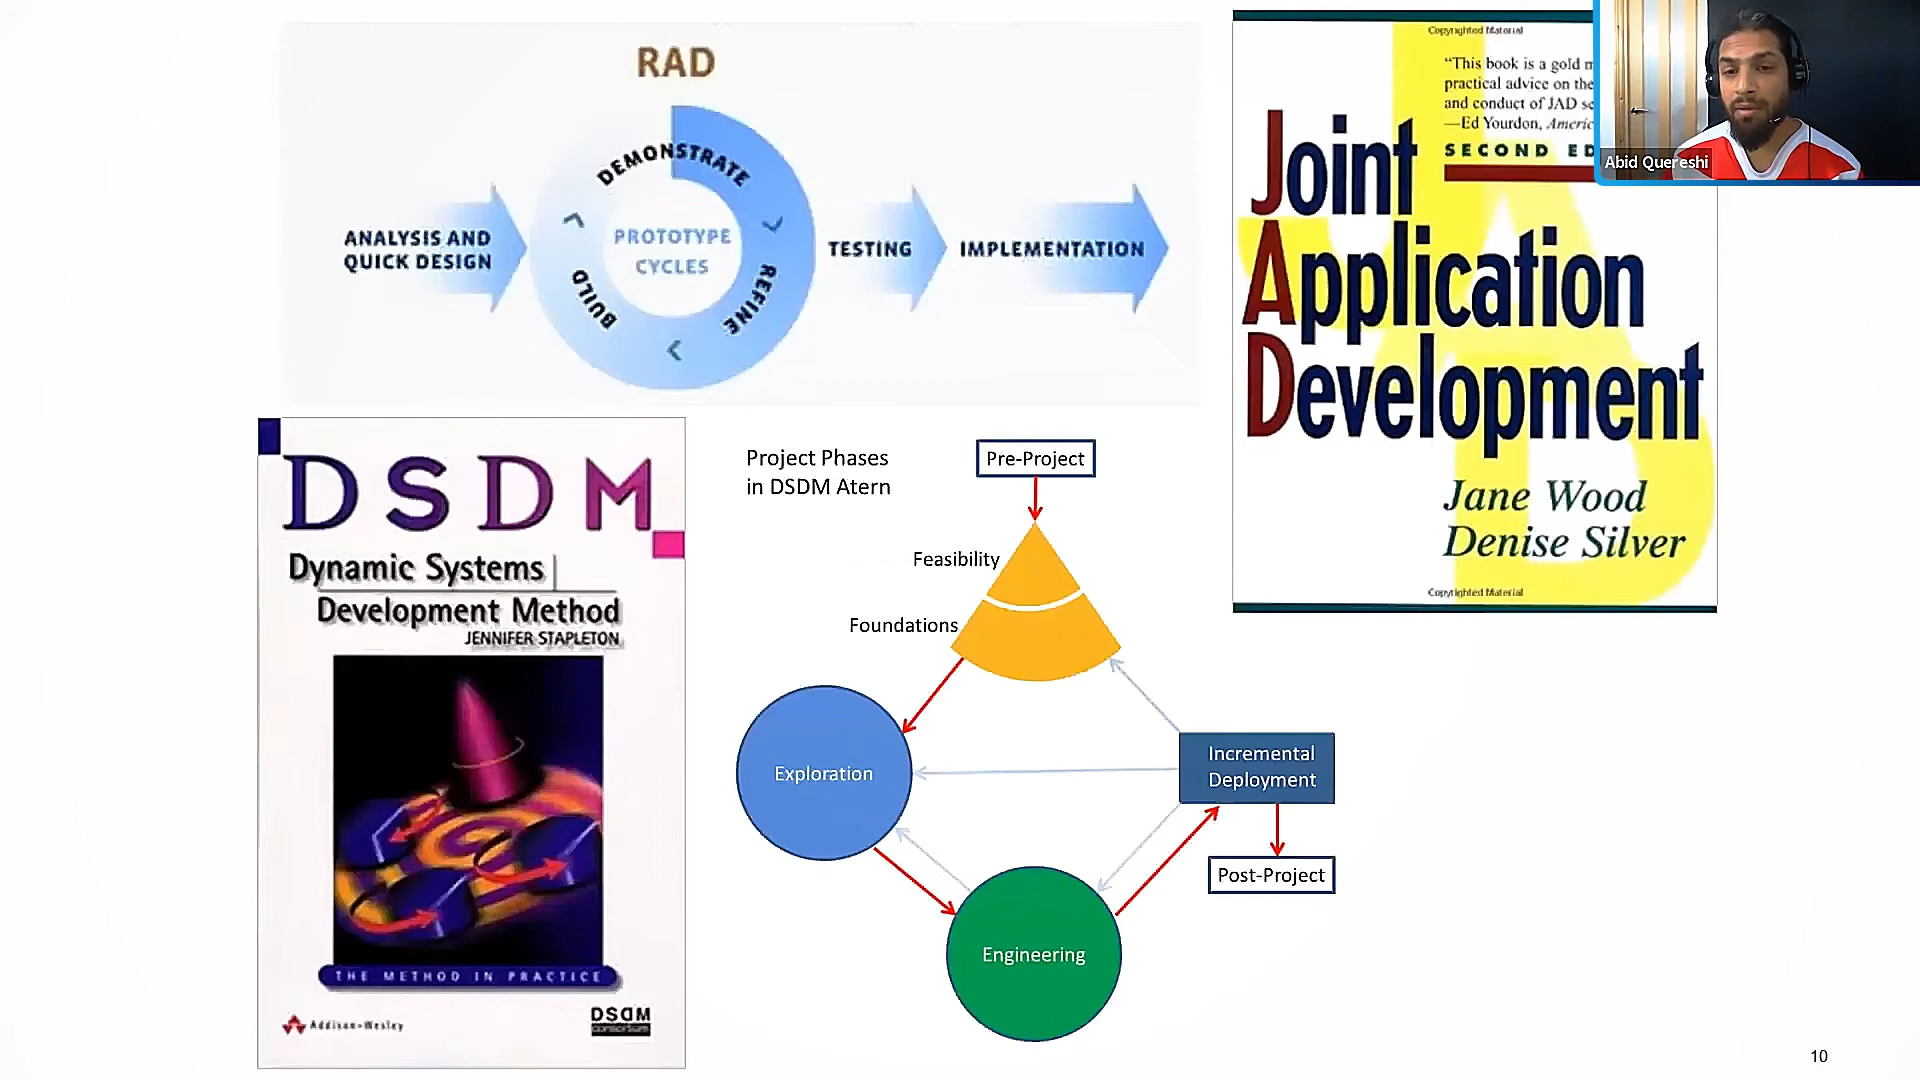 RAD
DEMONSTRATE
PROTOTYPE
CYCLES
BUILD
REFINE
ANALYSIS AND
QUICK DESIGN
TESTING
IMPLEMENTATION
Copyrighted Material
"This book is a gold
practical advice on the
and conduct of JAD
—Ed Yourdon,
SECOND
Joint
Application
Development
Jane Wood
Denise Silver
Copyrighted Material
Abid Quereshi
DSDM
Dynamic Systems
Development Method
JENNIFER STAPLETON
THE METHOD IN PRACTICE
Addison-Wesley
DSDM
consortium
Project Phases
in DSDM Atern
Pre-Project
Feasibility
Foundations
Exploration
Incremental
Deployment
Post-Project
Engineering
10